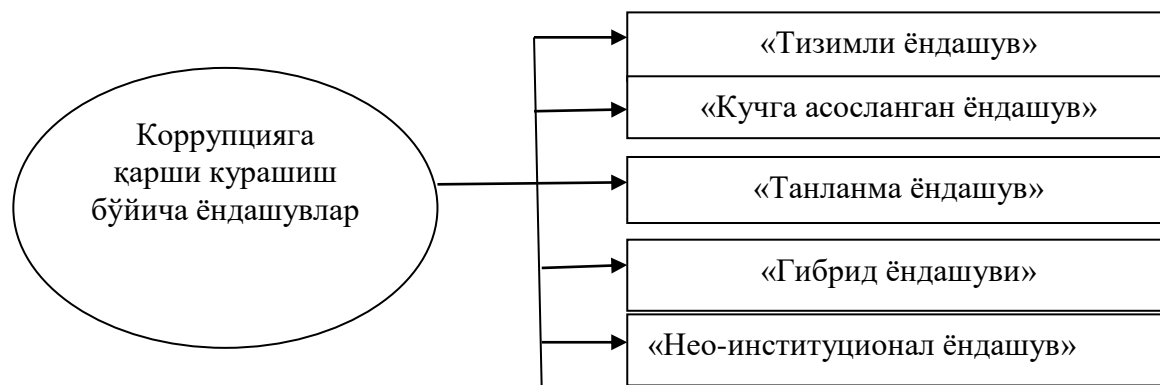 Коррупцияга
қарши курашиш
бўйича ёндашувлар
«Тизимли ёндашув»
«Кучга асосланган ёндашув»
«Танланма ёндашув»
«Гибрид ёндашуви»
«Нео-институционал ёндашув»